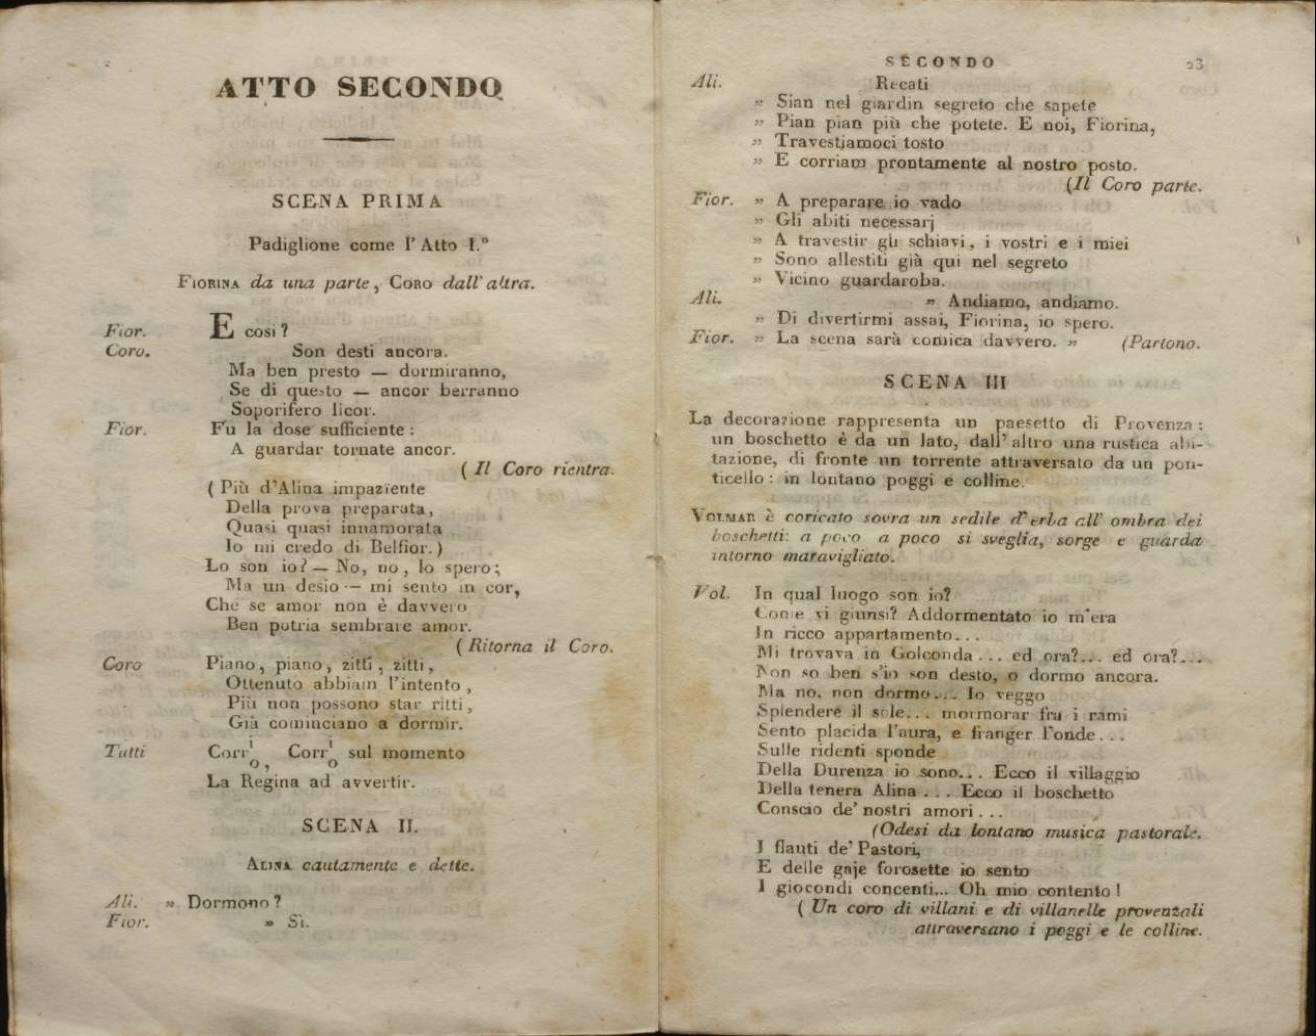 ATTO SECONDO
SCENA PRIMA
Padiglione come l'Atto I.°
FIORINA da una parte, CORO dall'altra.
Fior. E così?
Coro. Son desti ancora.
Ma ben presto — dormiranno,
Se di questo — ancor berranno
Soporifero licor.
Fior. Fu la dose sufficiente:
A guardar tornate ancor.
( Il Coro rientra.
( Più d'Alina impaziente
Della prova preparata,
Quasi quasi innamorata
Io mi credo di Belfior.)
Lo son io? — No, no, lo spero;
Ma un desio — mi sento in cor,
Che se amor non è davvero
Ben potria sembrare amor.
( Ritorna il Coro.
Coro Piano, piano, zitti, zitti,
Ottenuto abbiam l'intento,
Più non possono star ritti,
Già cominciano a dormir.
Tutti Corr i/o, Corr i/o sul momento
La Regina ad avvertir.
SCENA II.
ALINA cautamente e dette.
Ali. » Dormono?
Fior. » Sì.
SECONDO 23
Ali. Recati
» Sian nel giardin segreto che sapete
» Pian pian più che potete. E noi, Fiorina,
» Travestiamoci tosto
» E corriam prontamente al nostro posto.
(Il Coro parte.
Fior. » A preparare io vado
» Gli abiti necessarj
» A travestir gli schiavi, i vostri e i miei
» Sono allestiti già qui nel segreto
» Vicino guardaroba.
Ali. » Andiamo, andiamo.
» Di divertirmi assai, Fiorina, io spero.
Fior. » La scena sarà comica davvero. » (Partono.
SCENA III
La decorazione rappresenta un paesetto di Provenza:
un boschetto è da un lato, dall'altro una rustica abi-
tazione, di fronte un torrente attraversato da un pon-
ticello: in lontano poggi e colline.
VOLMAR è coricato sovra un sedile d'erba all'ombra dei
boschetti: a poco a poco si sveglia, sorge e guarda
intorno maravigliato.
Vol. In qual luogo son io?
Come vi giunsi? Addormentato io m'era
In ricco appartamento...
Mi trovava in Golconda... ed ora?... ed ora?...
Non so ben s'io son desto, o dormo ancora.
Ma no, non dormo... Io veggo
Splendere il sole... mormorar fra i rami
Sento placida l'aura, e franger l'onde...
Sulle ridenti sponde
Della Durenza io sono... Ecco il villaggio
Della tenera Alina... Ecco il boschetto
Conscio de' nostri amori...
(Odesi da lontano musica pastorale.
I flauti de' Pastori,
E delle gaje forosette io sento
I giocondi concenti... Oh mio contento!
( Un coro di villani e di villanelle provenzali
attraversano i poggi e le colline.